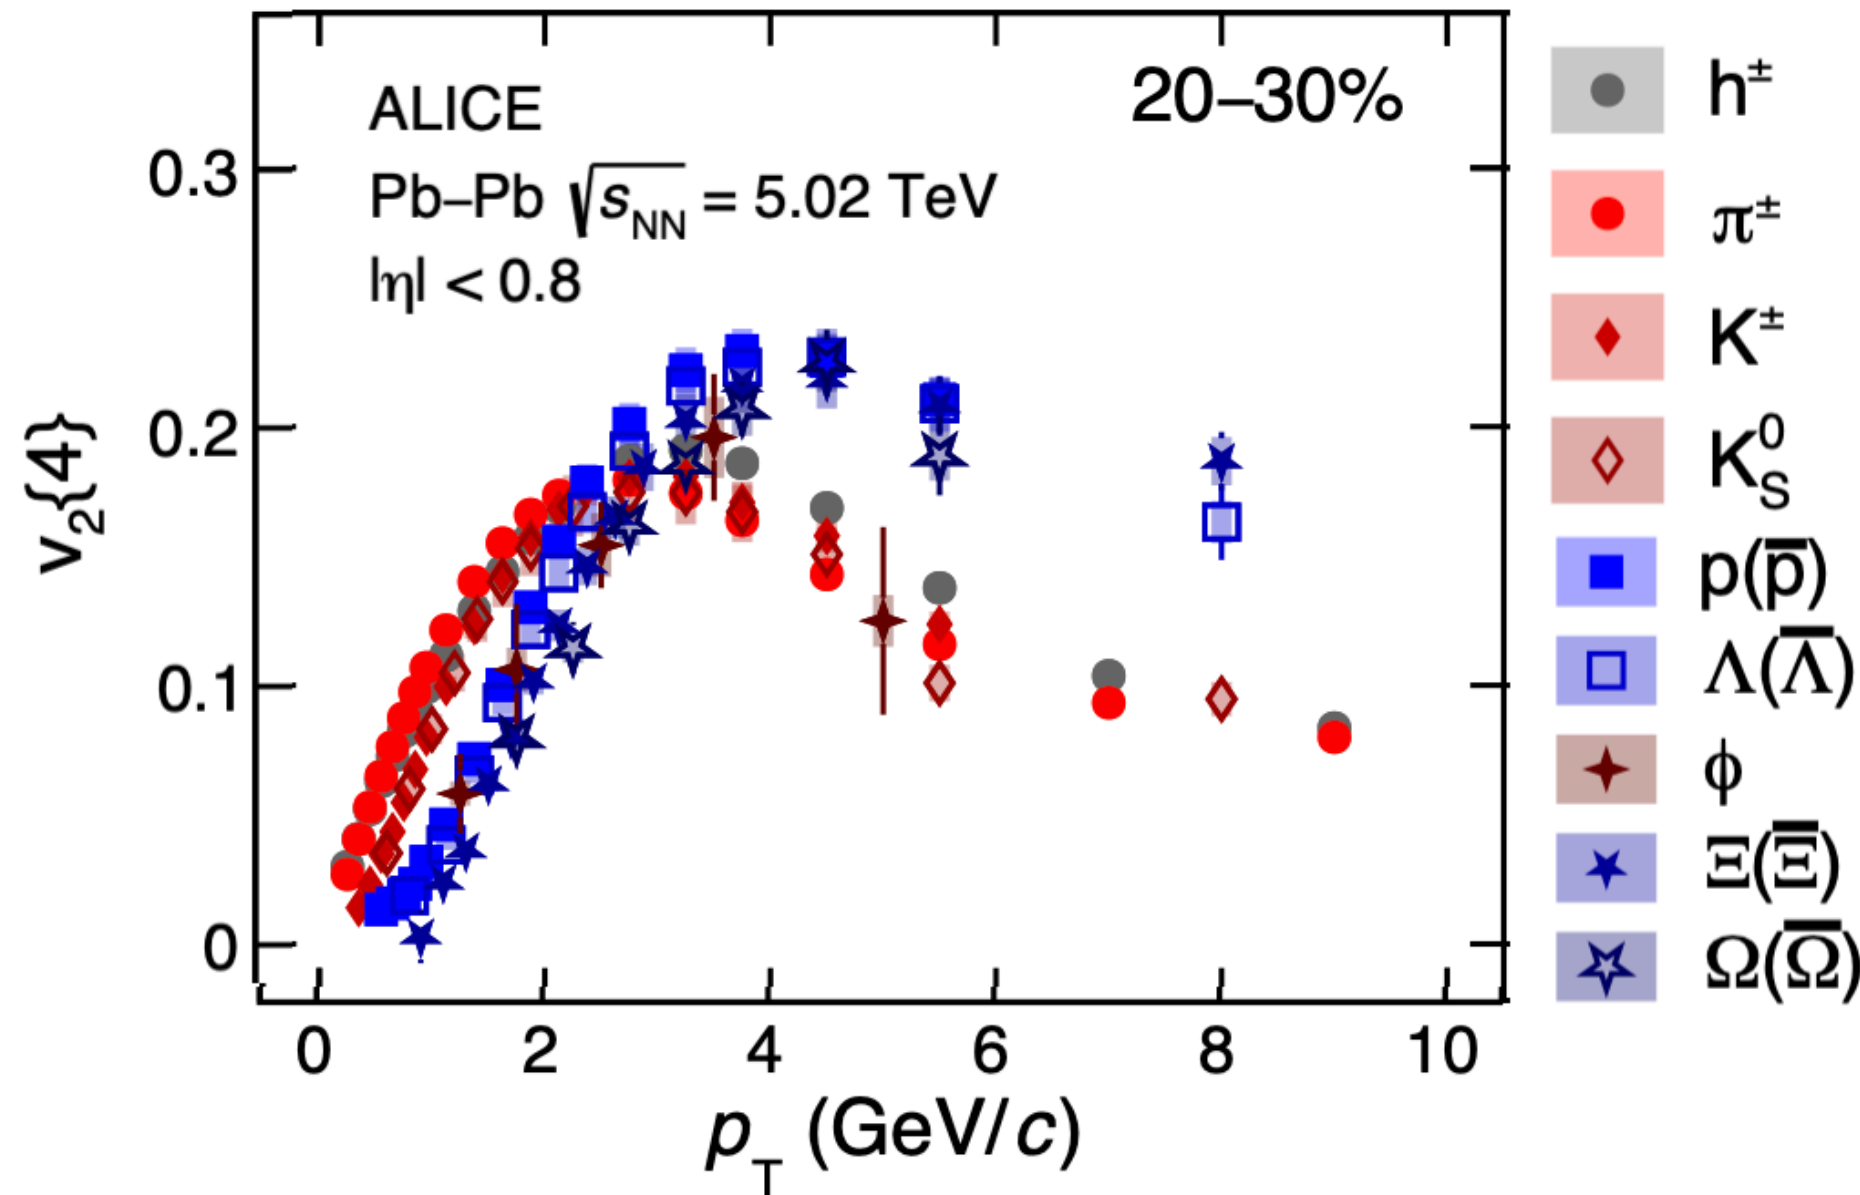 ALICE
20–30%
Pb–Pb √sNN = 5.02 TeV
|η| < 0.8
v2{4}
0.3
0.2
0.1
0
0 2 4 6 8 10
pT (GeV/c)
h±
π±
K±
K0S
p(p̅)
Λ(Λ̅)
ϕ
Ξ(Ξ̅)
Ω(Ω̅)